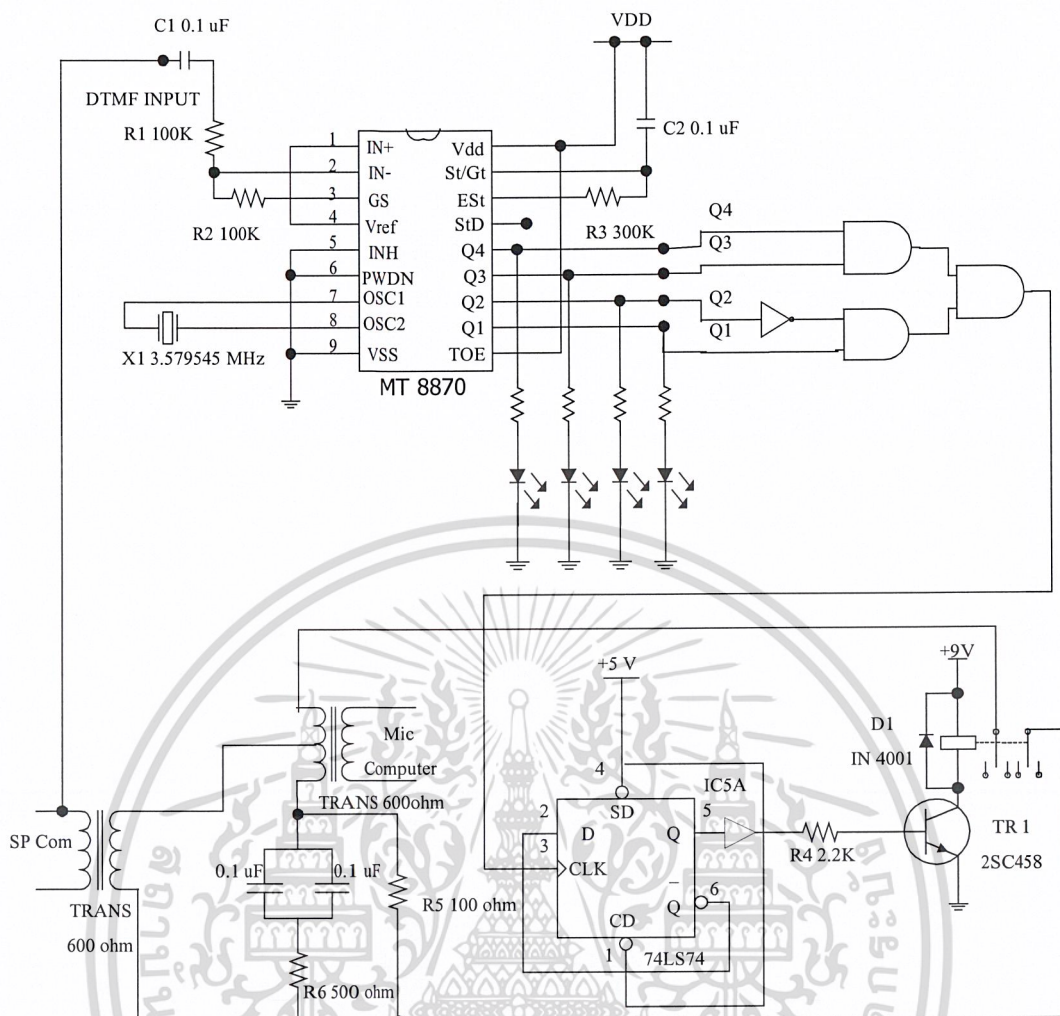 C1 0.1 uF
VDD
DTMF INPUT
R1 100K
C2 0.1 uF
1
IN+
Vdd
2
IN-
St/Gt
3
GS
ESt
4
Vref
StD
R2 100K
5
INH
Q4
R3 300K
6
PWDN
Q3
7
OSC1
Q2
8
OSC2
Q1
9
VSS
TOE
X1 3.579545 MHz
MT 8870
Q4
Q3
Q2
Q1
+5 V
+9V
Mic
Computer
TRANS 600ohm
D1
IN 4001
4
IC5A
SD
2
D
Q
5
3
CLK
R4 2.2K
TR 1
2SC458
SP Com
0.1 uF
0.1 uF
R5 100 ohm
Q
6
CD
1
74LS74
TRANS
600 ohm
R6 500 ohm